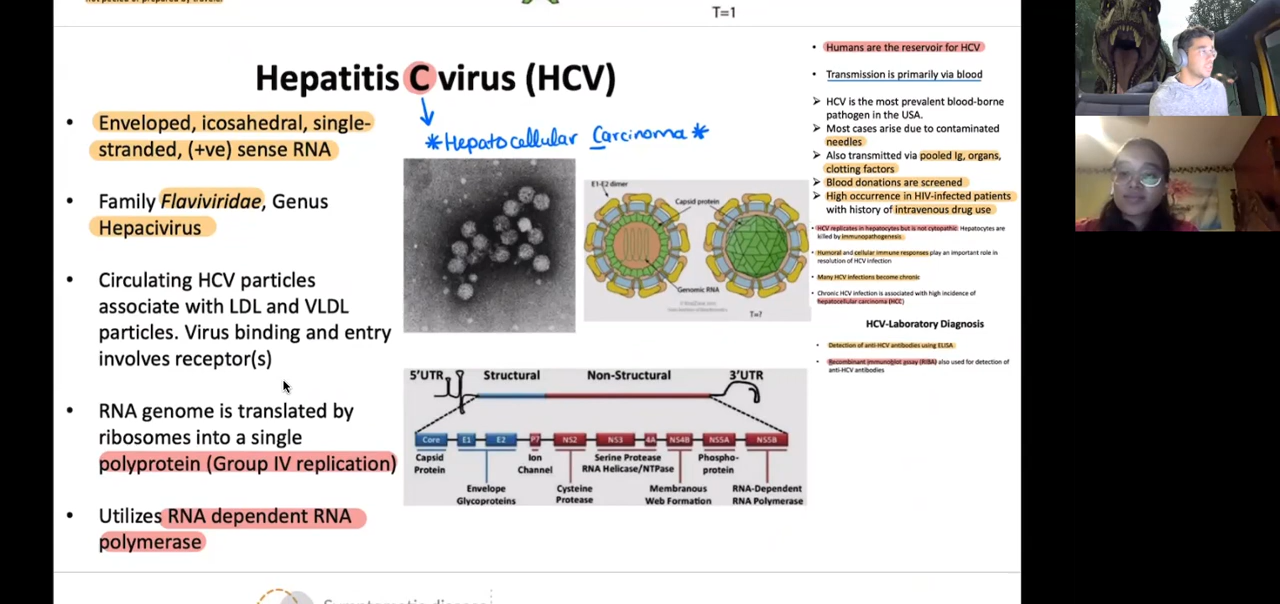 T=1
Hepatitis C virus (HCV)
*Hepatocellular Carcinoma*
• Enveloped, icosahedral, single-
stranded, (+ve) sense RNA
• Family Flaviviridae, Genus
Hepacivirus
• Circulating HCV particles
associate with LDL and VLDL
particles. Virus binding and entry
involves receptor(s)
• RNA genome is translated by
ribosomes into a single
polyprotein (Group IV replication)
• Utilizes RNA dependent RNA
polymerase
E1-E2 dimer
Capsid protein
Genomic RNA
T=?
5'UTR Structural Non-Structural 3'UTR
Core E1 E2 P7 NS2 NS3 4A NS4B NS5A NS5B
Capsid
Protein
Envelope
Glycoproteins
Ion
Channel
Cysteine
Protease
Serine Protease
RNA Helicase/NTPase
Membranous
Web Formation
Phospho-
protein
RNA-Dependent
RNA Polymerase
• Humans are the reservoir for HCV
• Transmission is primarily via blood
➢ HCV is the most prevalent blood-borne
pathogen in the USA.
➢ Most cases arise due to contaminated
needles
➢ Also transmitted via pooled Ig, organs,
clotting factors
➢ Blood donations are screened
➢ High occurrence in HIV-infected patients
with history of intravenous drug use
• HCV replicates in hepatocytes but is not cytopathic. Hepatocytes are
killed by immunopathogenesis
• Humoral and cellular immune responses play an important role in
resolution of HCV infection
• Many HCV infections become chronic
• Chronic HCV infection is associated with high incidence of
hepatocellular carcinoma (HCC)
HCV-Laboratory Diagnosis
• Detection of anti-HCV antibodies using ELISA
• Recombinant immunoblot assay (RIBA) also used for detection of
anti-HCV antibodies